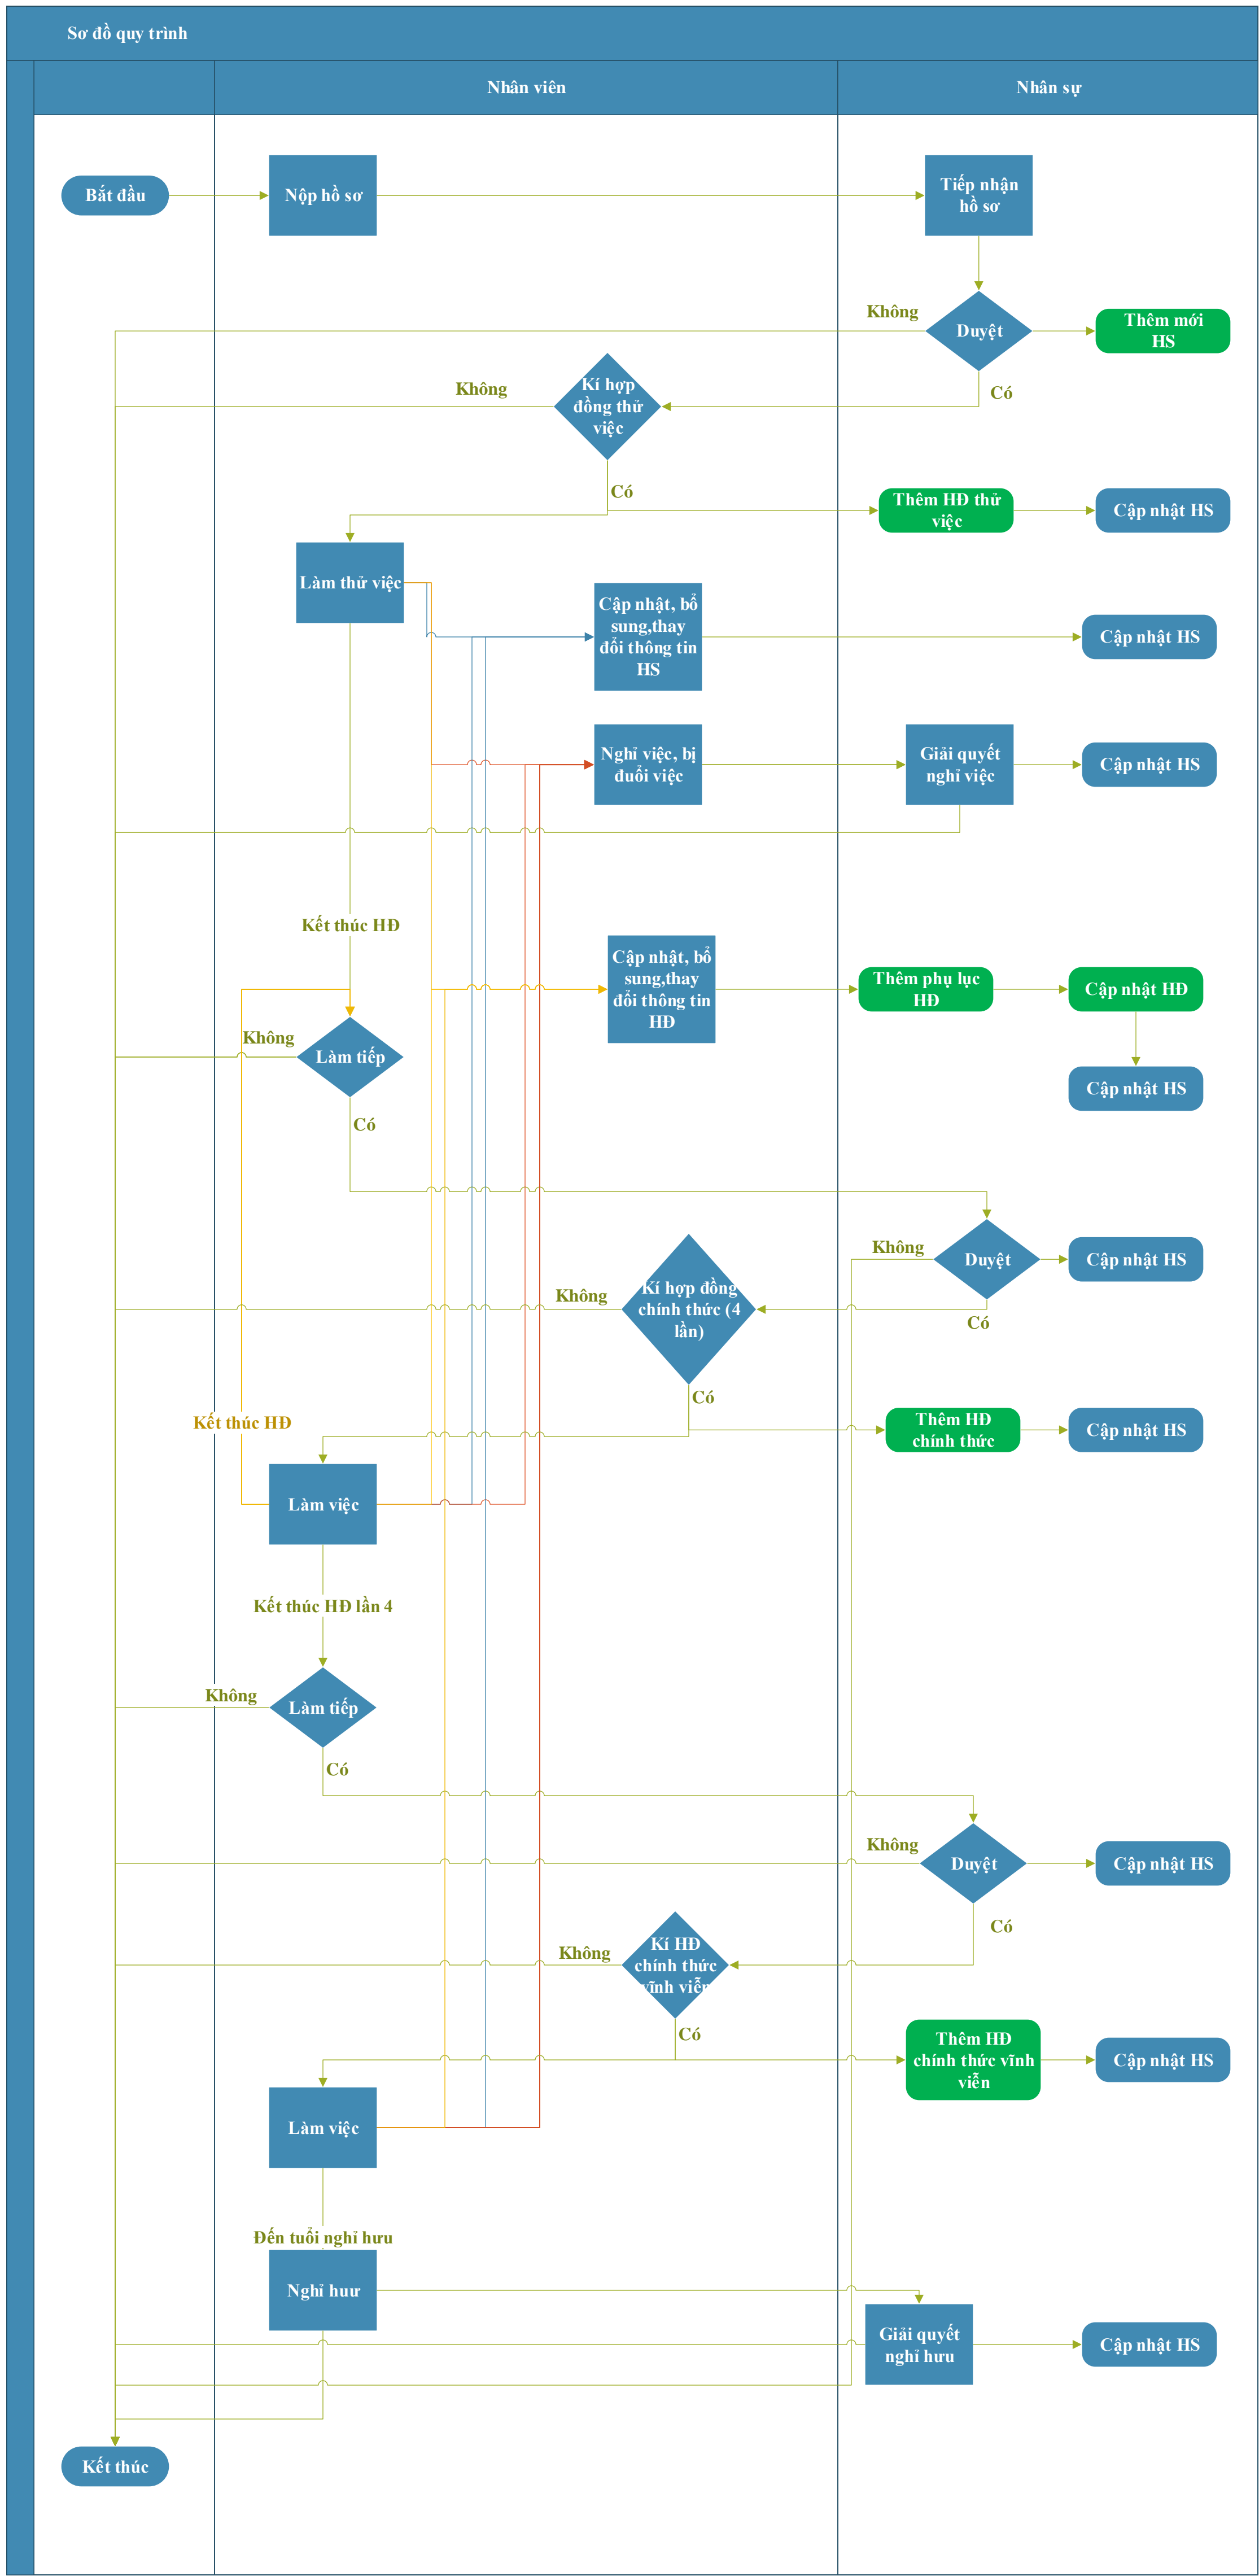 Sơ đồ quy trình
Nhân viên
Nhân sự
Bắt đầu
Nộp hồ sơ
Tiếp nhận
hồ sơ
Không
Duyệt
Thêm mới
HS
Có
Không
Kí hợp
đồng thử
việc
Có
Thêm HĐ thử
việc
Cập nhật HS
Làm thử việc
Cập nhật, bổ
sung,thay
đổi thông tin
HS
Cập nhật HS
Nghỉ việc, bị
đuổi việc
Giải quyết
nghỉ việc
Cập nhật HS
Kết thúc HĐ
Cập nhật, bổ
sung,thay
đổi thông tin
HĐ
Thêm phụ lục
HĐ
Cập nhật HĐ
Không
Làm tiếp
Cập nhật HS
Có
Không
Duyệt
Cập nhật HS
Không
Kí hợp đồng
chính thức (4
lần)
Có
Có
Kết thúc HĐ
Thêm HĐ
chính thức
Cập nhật HS
Làm việc
Kết thúc HĐ lần 4
Không
Làm tiếp
Có
Không
Duyệt
Cập nhật HS
Có
Không
Kí HĐ
chính thức
vĩnh viễn
Có
Thêm HĐ
chính thức vĩnh
viễn
Cập nhật HS
Làm việc
Đến tuổi nghỉ hưu
Nghỉ hưu
Giải quyết
nghỉ hưu
Cập nhật HS
Kết thúc